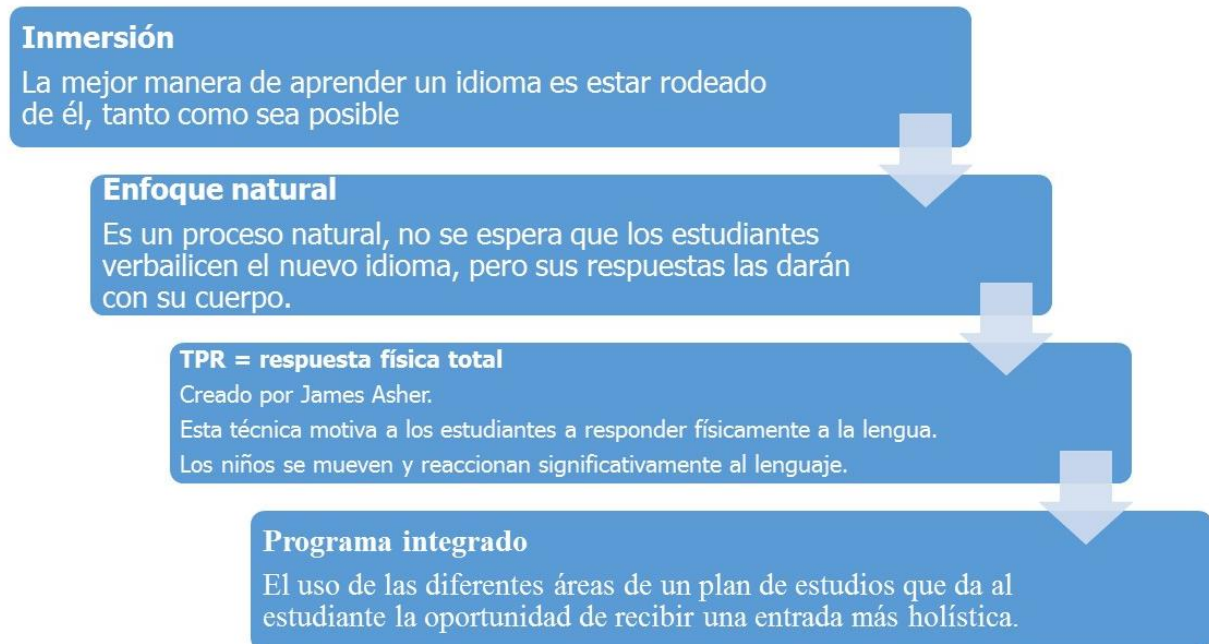 Inmersión
La mejor manera de aprender un idioma es estar rodeado
de él, tanto como sea posible
Enfoque natural
Es un proceso natural, no se espera que los estudiantes
verbailicen el nuevo idioma, pero sus respuestas las darán
con su cuerpo.
TPR = respuesta física total
Creado por James Asher.
Esta técnica motiva a los estudiantes a responder físicamente a la lengua.
Los niños se mueven y reaccionan significativamente al lenguaje.
Programa integrado
El uso de las diferentes áreas de un plan de estudios que da al
estudiante la oportunidad de recibir una entrada más holística.